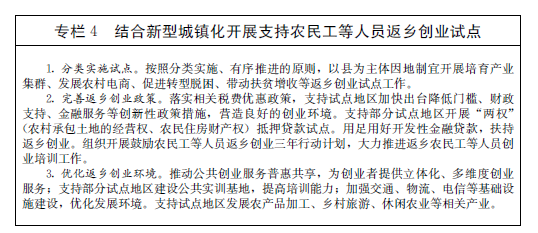 专栏 4 结合新型城镇化开展支持农民工等人员返乡创业试点
1. 分类实施试点。按照分类实施、有序推进的原则，以县为主体因地制宜开展培育产业
集群、发展农村电商、促进转型脱困、带动扶贫增收等返乡创业试点工作。
2. 完善返乡创业政策。落实相关税费优惠政策，支持试点地区加快出台降低门槛、财政
支持、金融服务等创新性政策措施，营造良好的创业环境。支持部分试点地区开展“两权”
（农村承包土地的经营权、农民住房财产权）抵押贷款试点。用足用好开发性金融贷款，扶持
返乡创业。组织开展鼓励农民工等人员返乡创业三年行动计划，大力推进返乡农民工等人员创
业培训工作。
3. 优化返乡创业环境。推动公共创业服务普惠共享，为创业者提供立体化、多维度创业
服务；支持部分试点地区建设公共实训基地，提高培训能力；加强交通、物流、电信等基础设
施建设，优化发展环境。支持试点地区发展农产品加工、乡村旅游、休闲农业等相关产业。